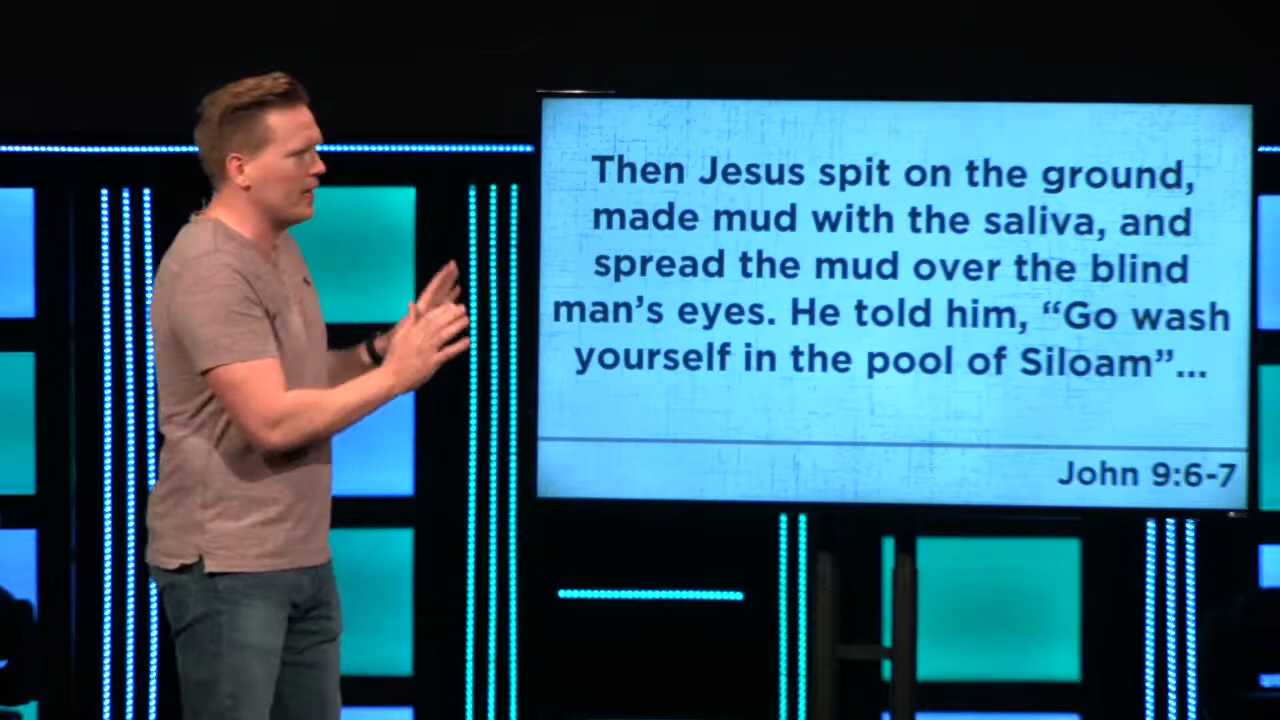 Then Jesus spit on the ground,
made mud with the saliva, and
spread the mud over the blind
man’s eyes. He told him, “Go wash
yourself in the pool of Siloam”...
John 9:6-7